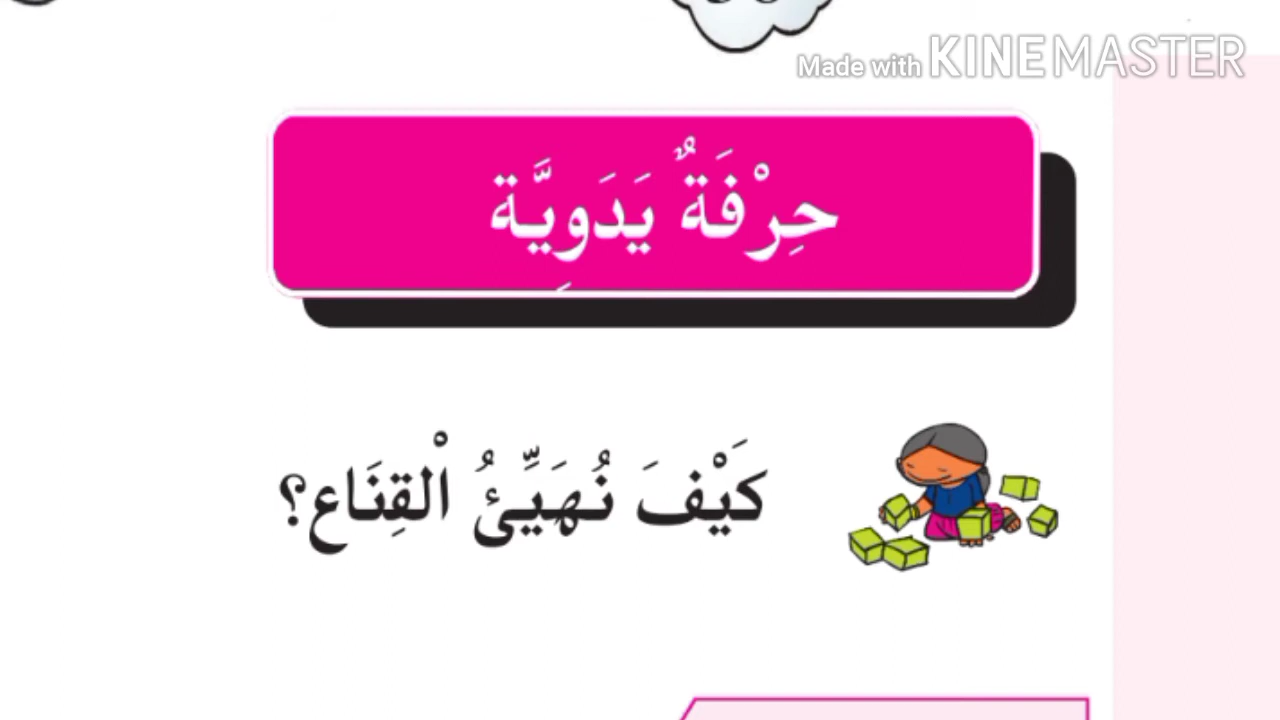 Made with KINEMASTER
حِرْفَةٌ يَدَوِيَّة
كَيْفَ نُهَيِّئُ الْقِنَاع؟